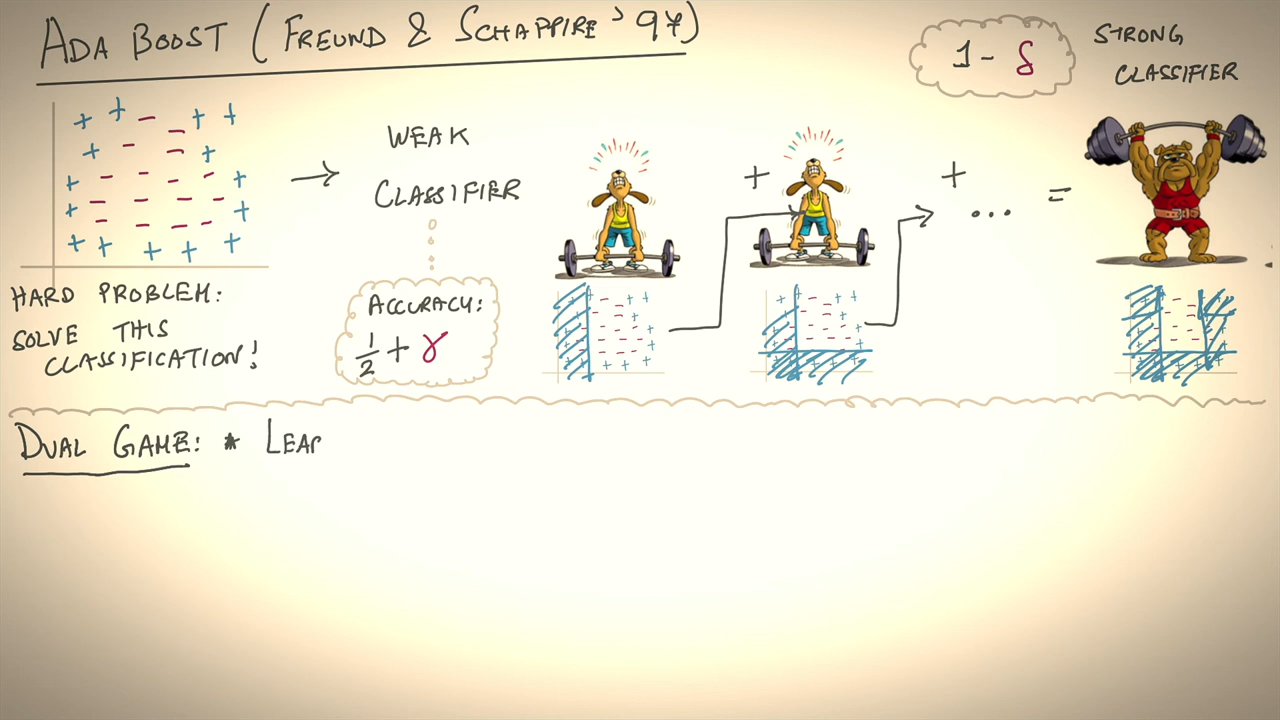 ADA BOOST (FREUND & SCHAPPIRE '97)
1 - δ
STRONG
CLASSIFIER
WEAK
CLASSIFIER
+
+
...
=
HARD PROBLEM:
SOLVE THIS
CLASSIFICATION!
ACCURACY:
1/2 + γ
DUAL GAME: * LEAR